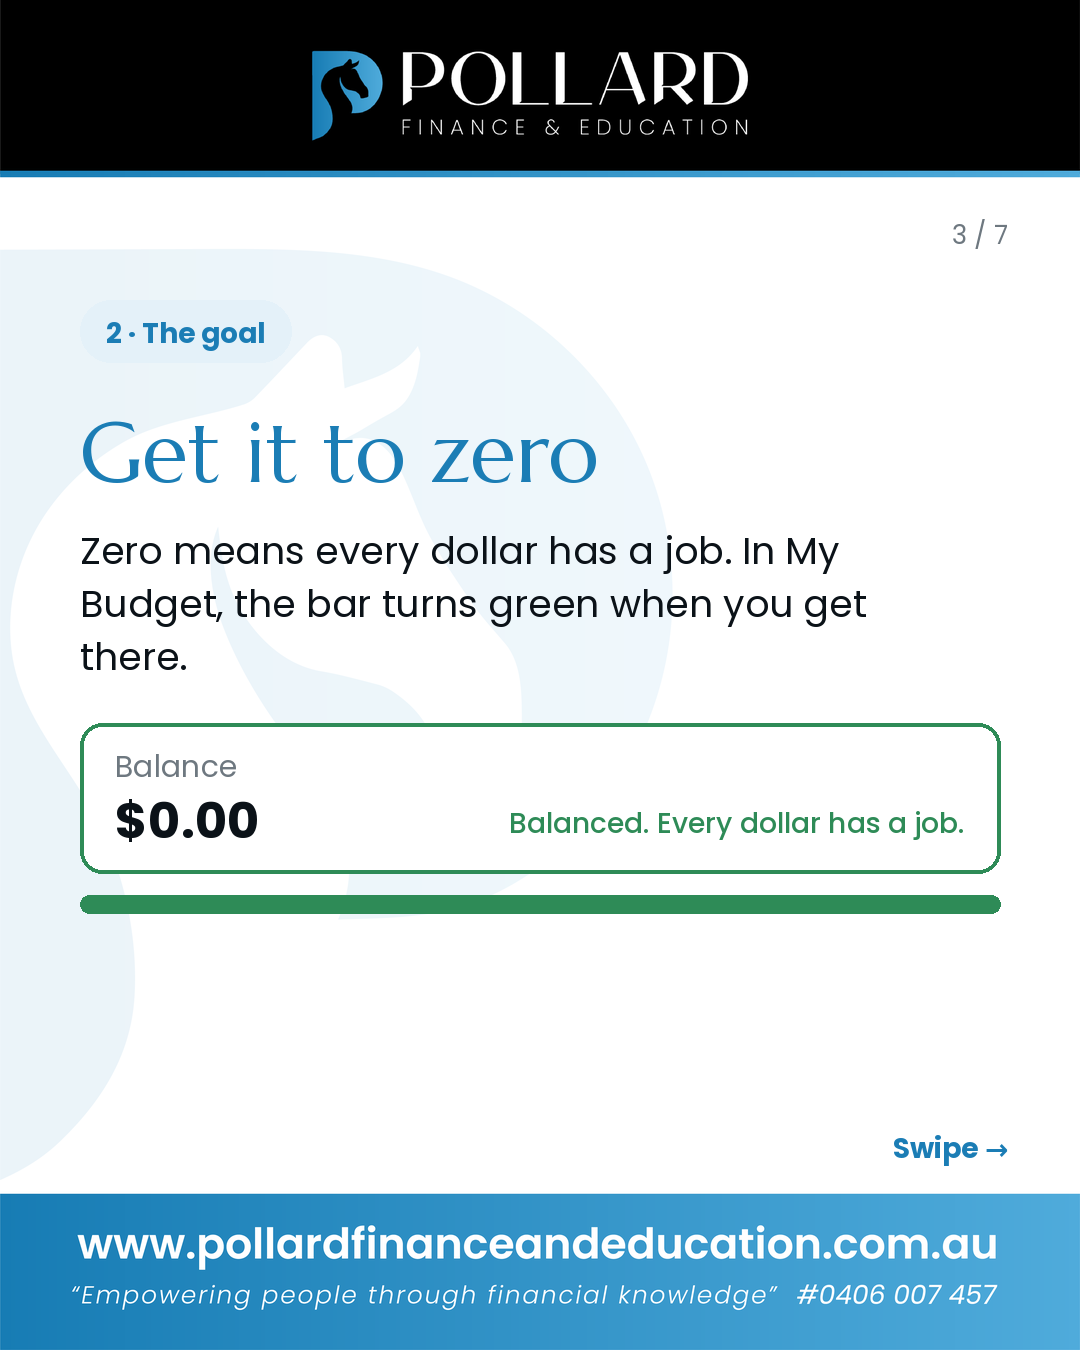 POLLARD
FINANCE & EDUCATION
3 / 7
2 · The goal
Get it to zero
Zero means every dollar has a job. In My
Budget, the bar turns green when you get
there.
Balance
$0.00
Balanced. Every dollar has a job.
Swipe →
www.pollardfinanceandeducation.com.au
“Empowering people through financial knowledge” #0406 007 457